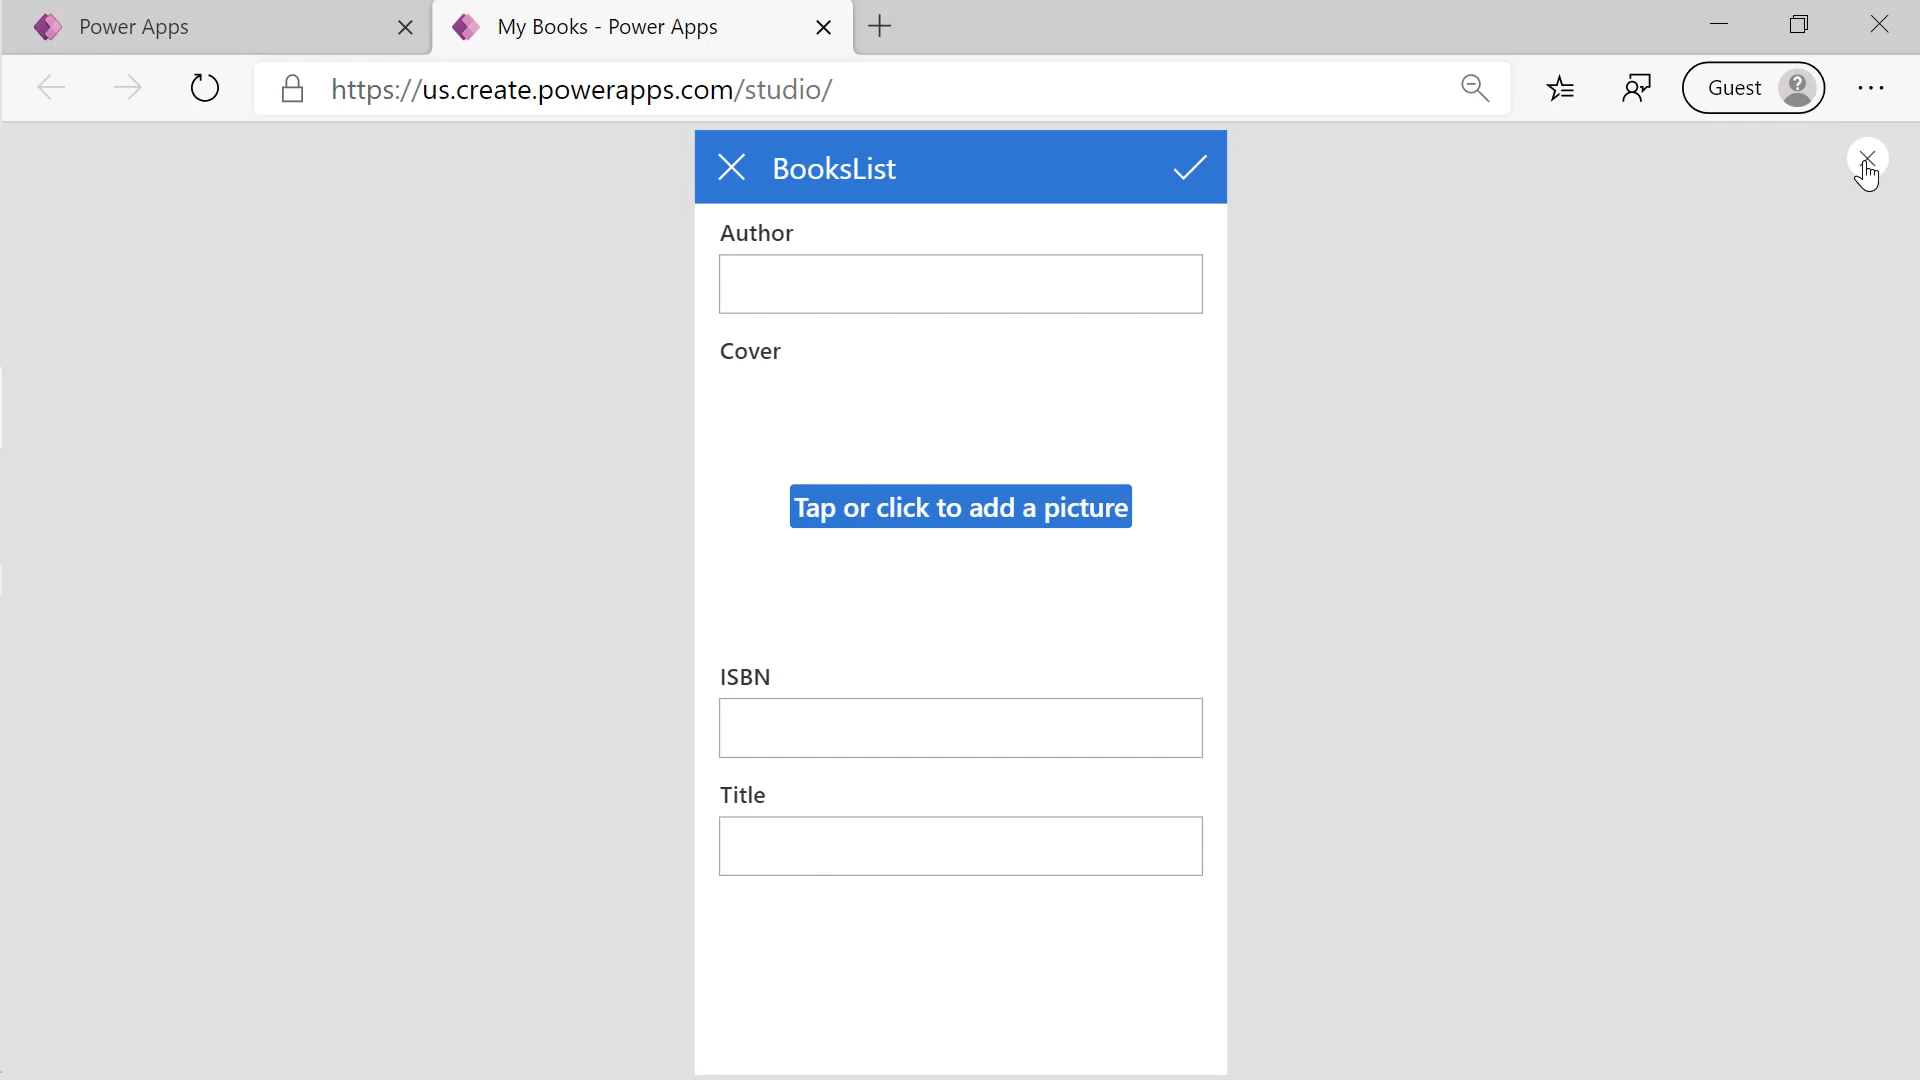 Power Apps
My Books - Power Apps
https://us.create.powerapps.com/studio/
Guest
BooksList
Author
Cover
Tap or click to add a picture
ISBN
Title